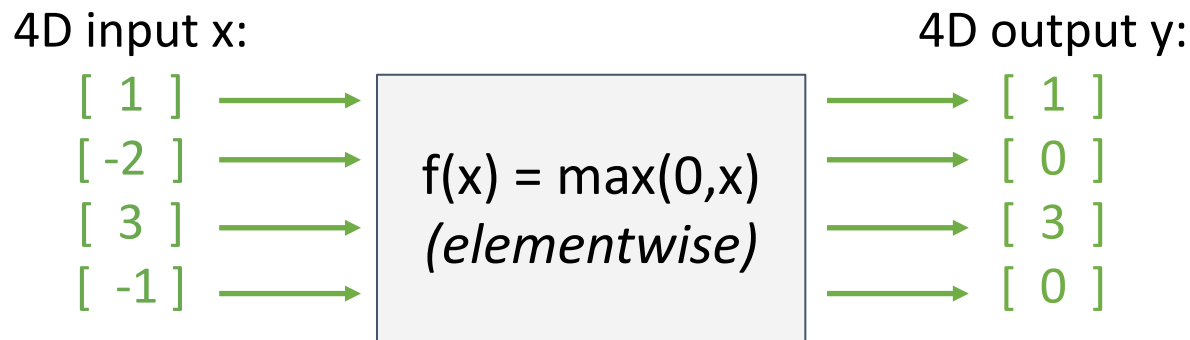 4D input x:
4D output y:
[ 1 ]
[ 1 ]
[ -2 ]
[ 0 ]
f(x) = max(0,x)
[ 3 ]
[ 3 ]
(elementwise)
[ -1 ]
[ 0 ]